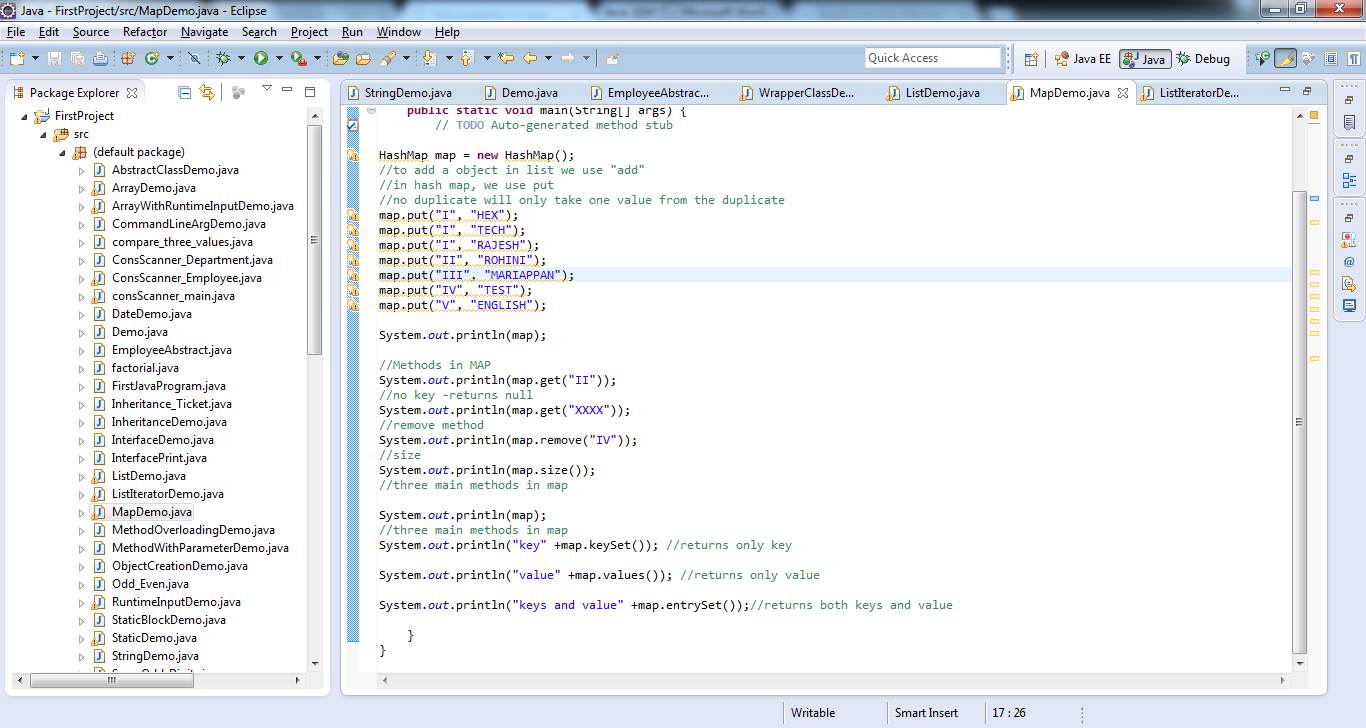 Java - FirstProject/src/MapDemo.java - Eclipse
File Edit Source Refactor Navigate Search Project Run Window Help
Quick Access
Java EE
Java
Debug
Package Explorer
FirstProject
src
(default package)
AbstractClassDemo.java
ArrayDemo.java
ArrayWithRuntimeInputDemo.java
CommandLineArgDemo.java
compare_three_values.java
ConsScanner_Department.java
ConsScanner_Employee.java
consScanner_main.java
DateDemo.java
Demo.java
EmployeeAbstract.java
factorial.java
FirstJavaProgram.java
Inheritance_Ticket.java
InheritanceDemo.java
InterfaceDemo.java
InterfacePrint.java
ListDemo.java
ListIteratorDemo.java
MapDemo.java
MethodOverloadingDemo.java
MethodWithParameterDemo.java
ObjectCreationDemo.java
Odd_Even.java
RuntimeInputDemo.java
StaticBlockDemo.java
StaticDemo.java
StringDemo.java
StringDemo.java Demo.java EmployeeAbstrac... WrapperClassDe... ListDemo.java MapDemo.java ListIteratorDe...
public static void main(String[] args) {
// TODO Auto-generated method stub
HashMap map = new HashMap();
//to add a object in list we use "add"
//in hash map, we use put
//no duplicate will only take one value from the duplicate
map.put("I", "HEX");
map.put("I", "TECH");
map.put("I", "RAJESH");
map.put("II", "ROHINI");
map.put("III", "MARIAPPAN");
map.put("IV", "TEST");
map.put("V", "ENGLISH");
System.out.println(map);
//Methods in MAP
System.out.println(map.get("II"));
//no key -returns null
System.out.println(map.get("XXXX"));
//remove method
System.out.println(map.remove("IV"));
//size
System.out.println(map.size());
//three main methods in map
System.out.println(map);
//three main methods in map
System.out.println("key" +map.keySet()); //returns only key
System.out.println("value" +map.values()); //returns only value
System.out.println("keys and value" +map.entrySet());//returns both keys and value
}
}
Writable
Smart Insert
17 : 26